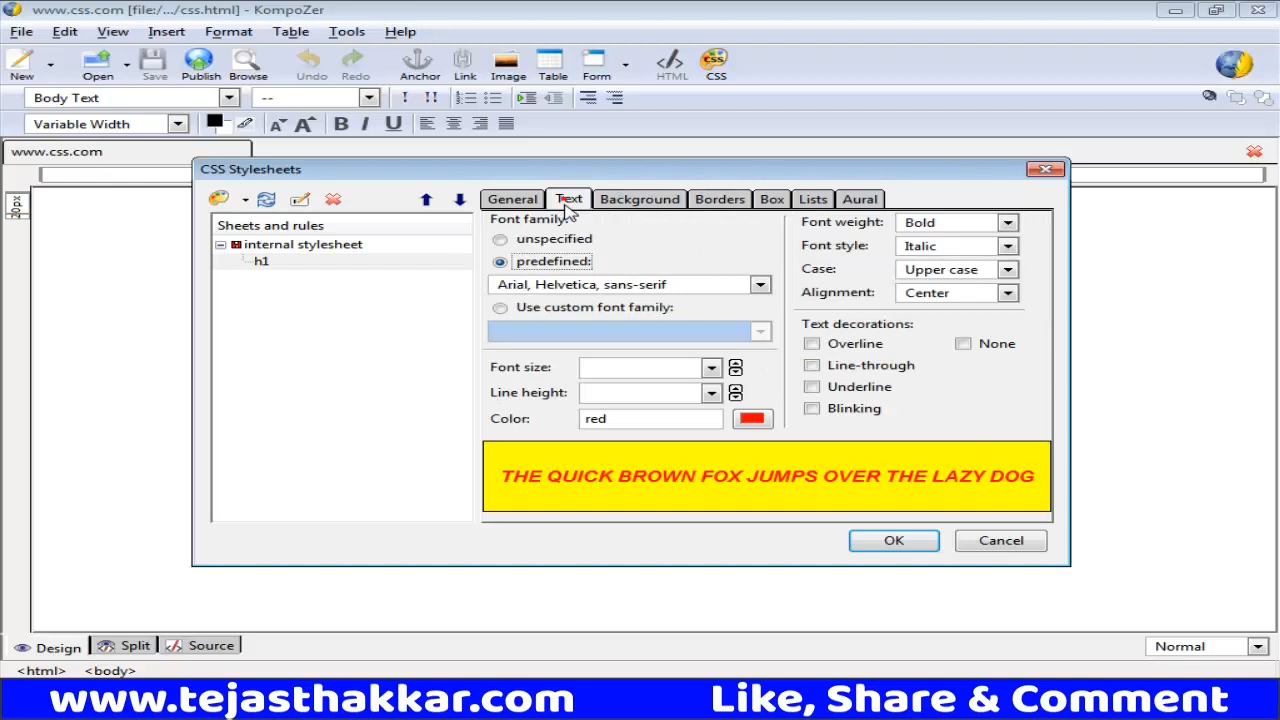 www.css.com [file:/.../css.html] - KompoZer
File Edit View Insert Format Table Tools Help
New Open Save Publish Browse Undo Redo Anchor Link Image Table Form HTML CSS
Body Text -- ! !!
Variable Width A A B I U
www.css.com
CSS Stylesheets
General Text Background Borders Box Lists Aural
Sheets and rules
internal stylesheet
h1
Font family:
unspecified
predefined:
Arial, Helvetica, sans-serif
Use custom font family:
Font size:
Line height:
Color: red
Font weight: Bold
Font style: Italic
Case: Upper case
Alignment: Center
Text decorations:
Overline None
Line-through
Underline
Blinking
THE QUICK BROWN FOX JUMPS OVER THE LAZY DOG
OK Cancel
Design Split Source Normal
<html> <body>
www.tejasthakkar.com Like, Share & Comment